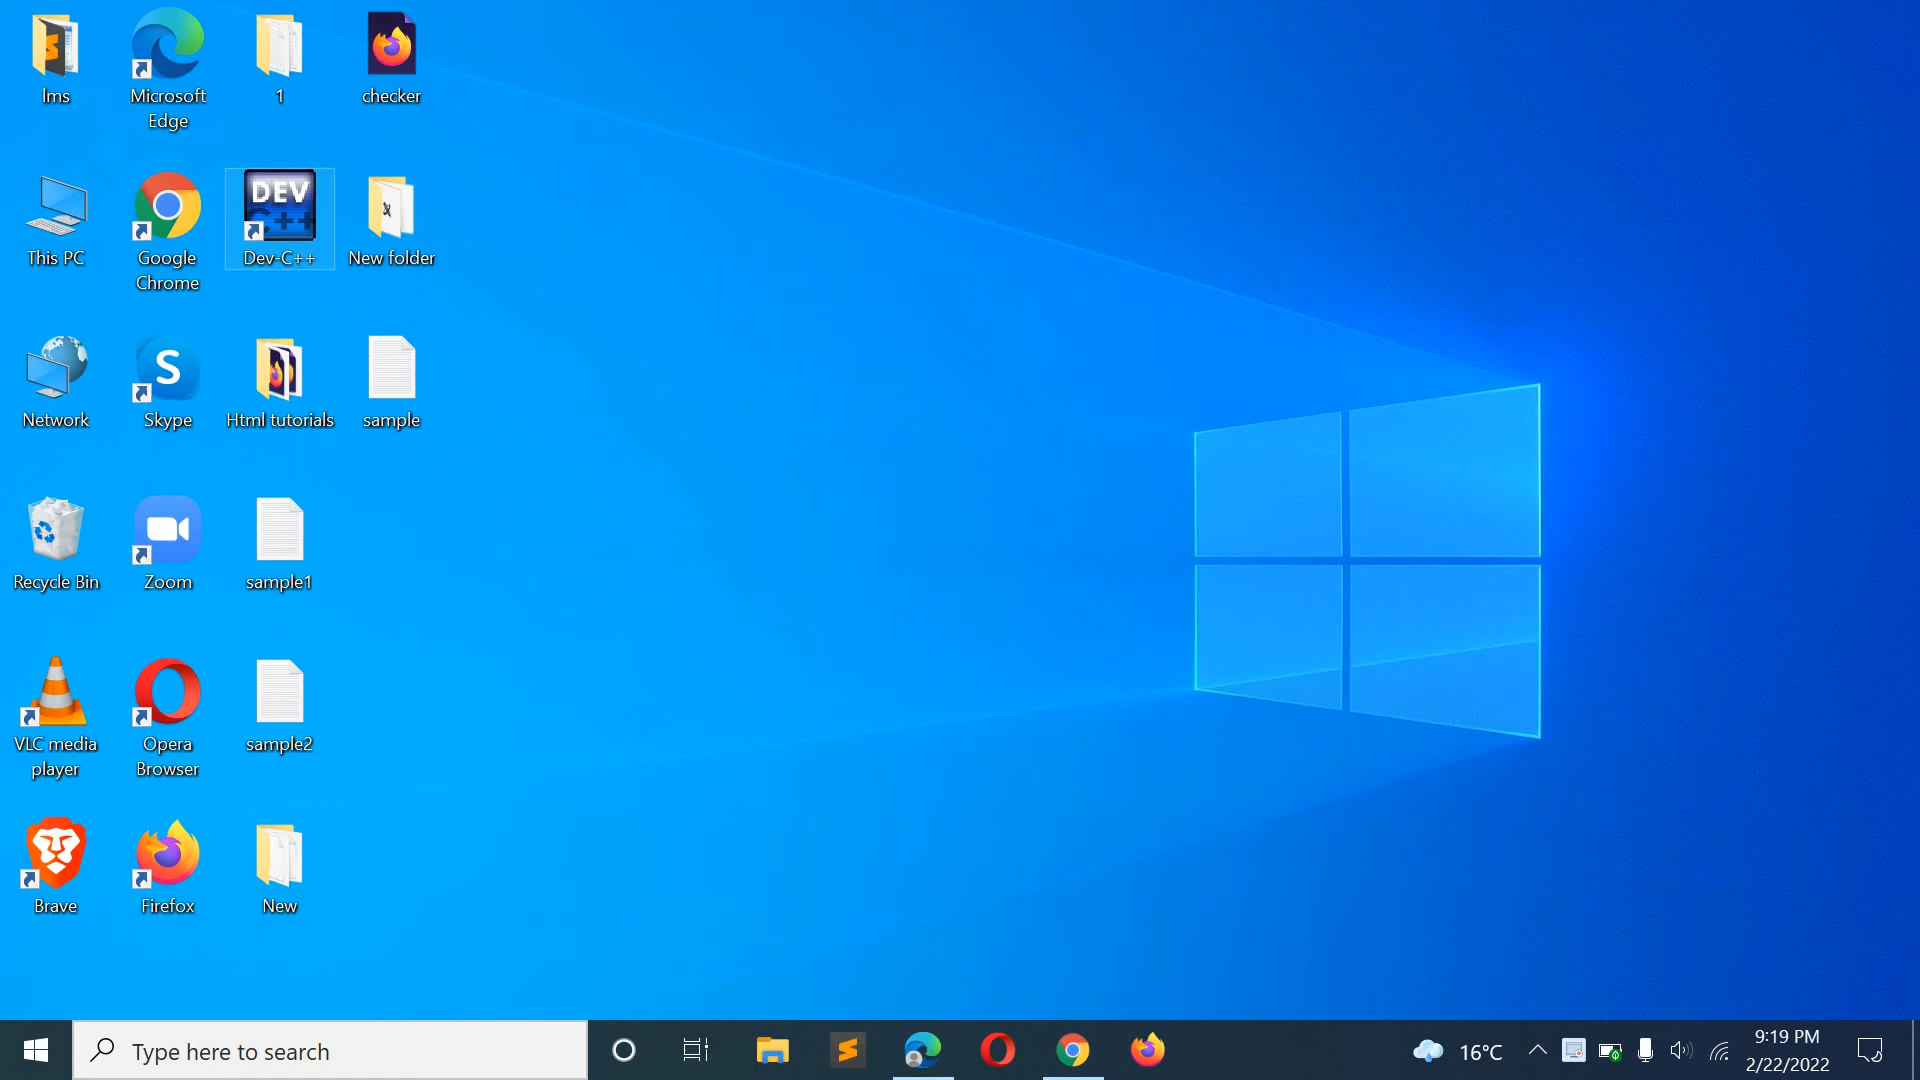 lms
Microsoft
Edge
1
checker
This PC
Google
Chrome
DEV
C++
Dev-C++
New folder
Network
S
Skype
Html tutorials
sample
Recycle Bin
Zoom
sample1
VLC media
player
Opera
Browser
sample2
Brave
Firefox
New
Type here to search
16°C
9:19 PM
2/22/2022